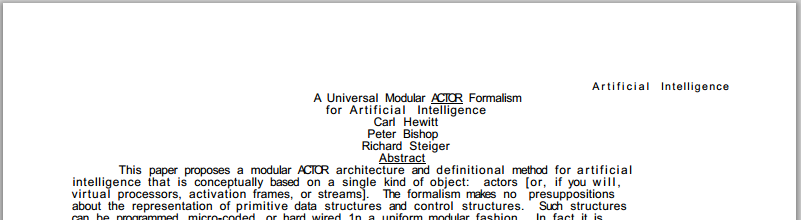 Artificial Intelligence
A Universal Modular ACTOR Formalism
for Artificial Intelligence
Carl Hewitt
Peter Bishop
Richard Steiger
Abstract
This paper proposes a modular ACTOR architecture and definitional method for artificial
intelligence that is conceptually based on a single kind of object: actors [or, if you will,
virtual processors, activation frames, or streams]. The formalism makes no presuppositions
about the representation of primitive data structures and control structures. Such structures
can be programmed, micro-coded, or hard wired 1n a uniform modular fashion. In fact it is